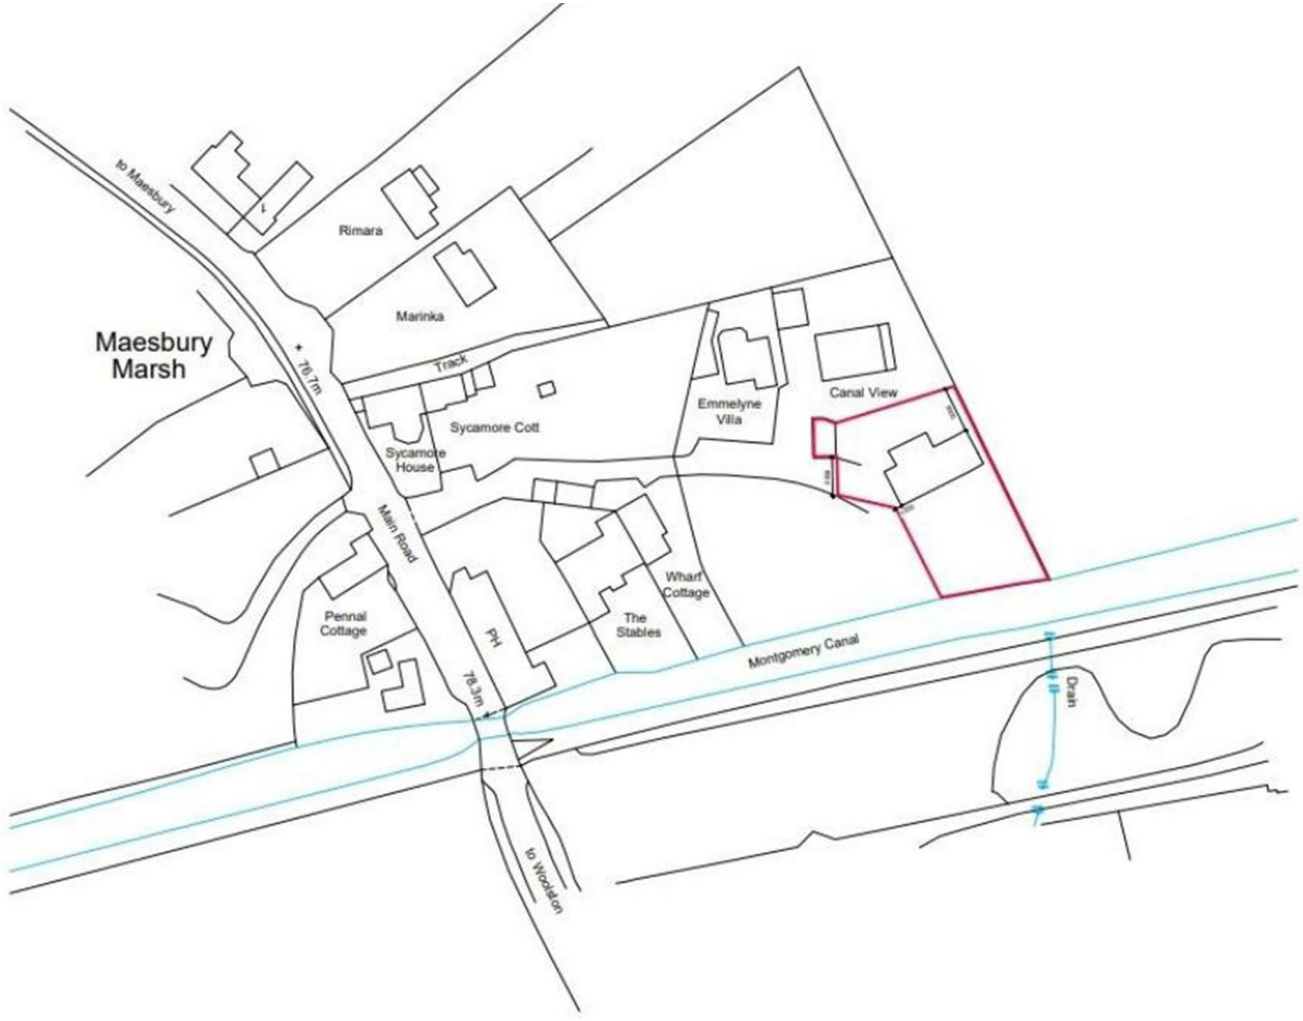 to Maesbury
Rimara
Marinka
Maesbury
Marsh
76.7m
Track
Canal View
Emmelyne
Villa
Sycamore Cott
Sycamore
House
Main Road
Wharf
Cottage
The
Stables
Pennal
Cottage
PH
Montgomery Canal
78.3m
Drain
to Woolston